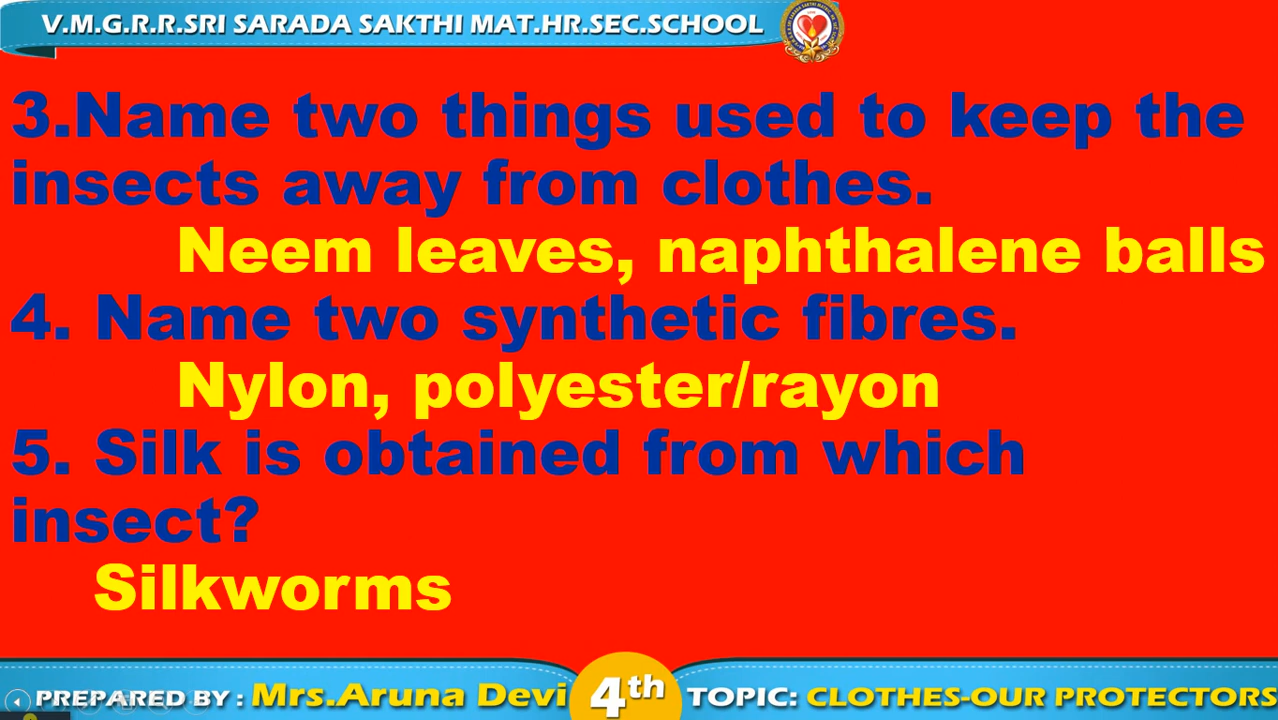 V.M.G.R.R.SRI SARADA SAKTHI MAT.HR.SEC.SCHOOL
3.Name two things used to keep the
insects away from clothes.
Neem leaves, naphthalene balls
4. Name two synthetic fibres.
Nylon, polyester/rayon
5. Silk is obtained from which
insect?
Silkworms
PREPARED BY : Mrs.Aruna Devi 4th TOPIC: CLOTHES-OUR PROTECTORS